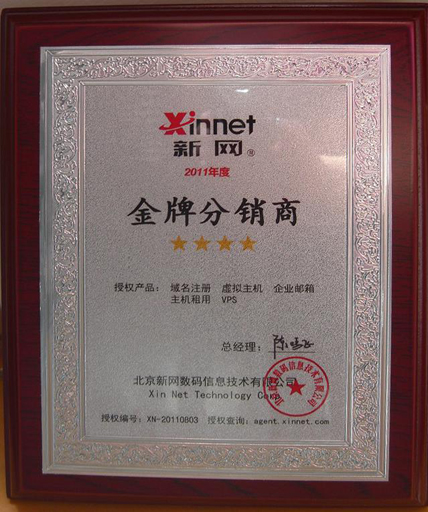 Xinnet
新网®
2011年度
金牌分销商
授权产品: 域名注册 虚拟主机 企业邮箱
主机租用 VPS
总经理:
北京新网数码信息技术有限公司
Xin Net Technology Corp
授权编号: XN-20110803 授权查询: agent.xinnet.com